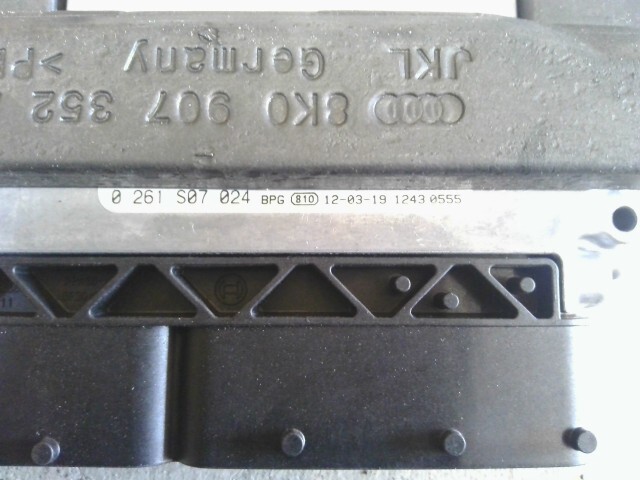 >P
Germany
JKL
8K0 907 352
0 261 S07 024 BPG 810 12-03-19 1243 0555